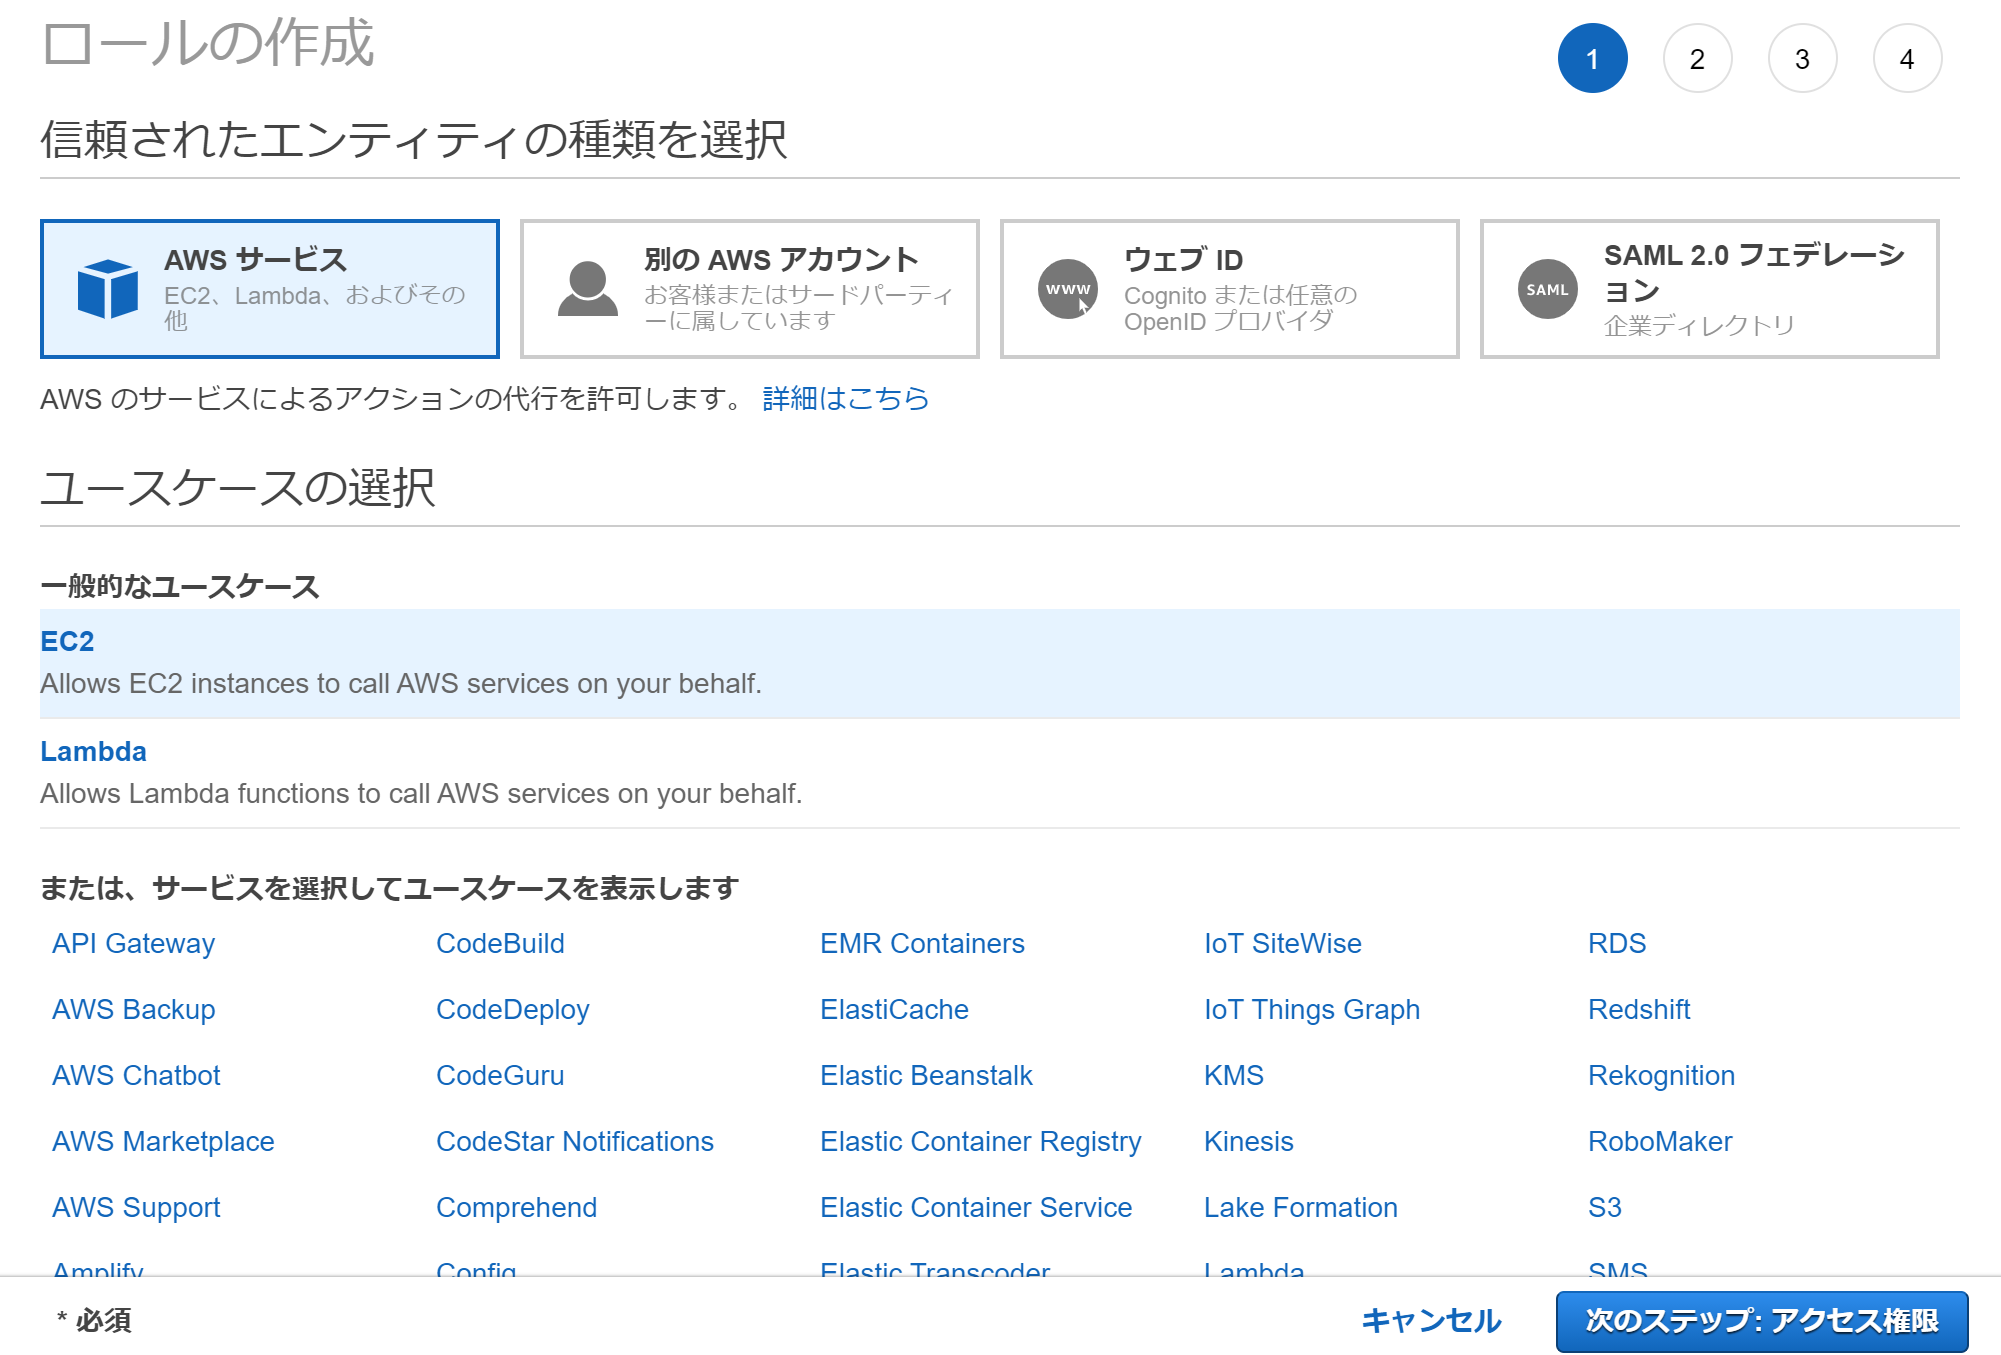 ロールの作成
1 2 3 4
信頼されたエンティティの種類を選択
AWS サービス
EC2、Lambda、およびその
他
別の AWS アカウント
お客様またはサードパーティ
ーに属しています
www
ウェブ ID
Cognito または任意の
OpenID プロバイダ
SAML
SAML 2.0 フェデレーシ
ョン
企業ディレクトリ
AWS のサービスによるアクションの代行を許可します。 詳細はこちら
ユースケースの選択
一般的なユースケース
EC2
Allows EC2 instances to call AWS services on your behalf.
Lambda
Allows Lambda functions to call AWS services on your behalf.
または、サービスを選択してユースケースを表示します
API Gateway CodeBuild EMR Containers IoT SiteWise RDS
AWS Backup CodeDeploy ElastiCache IoT Things Graph Redshift
AWS Chatbot CodeGuru Elastic Beanstalk KMS Rekognition
AWS Marketplace CodeStar Notifications Elastic Container Registry Kinesis RoboMaker
AWS Support Comprehend Elastic Container Service Lake Formation S3
Amplify Config Elastic Transcoder Lambda SMS
* 必須 キャンセル 次のステップ: アクセス権限